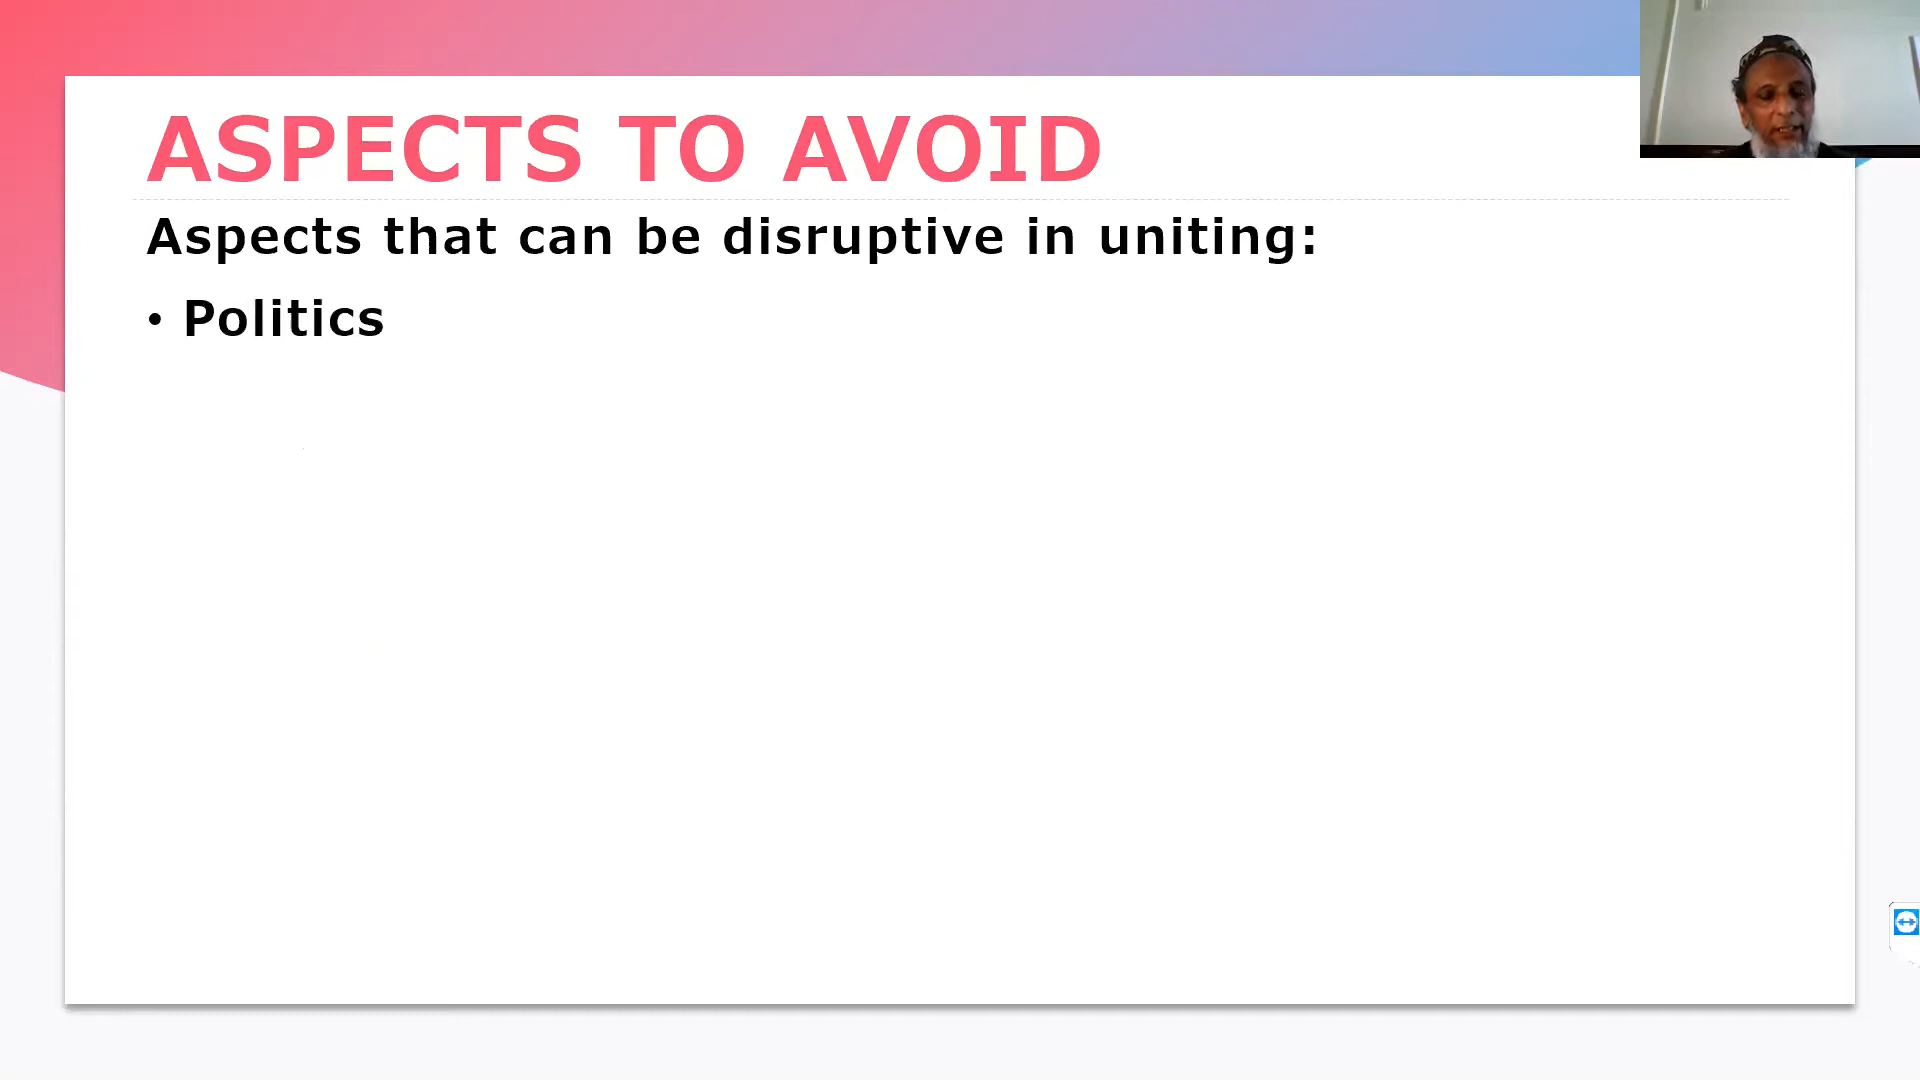 ASPECTS TO AVOID
Aspects that can be disruptive in uniting:
• Politics